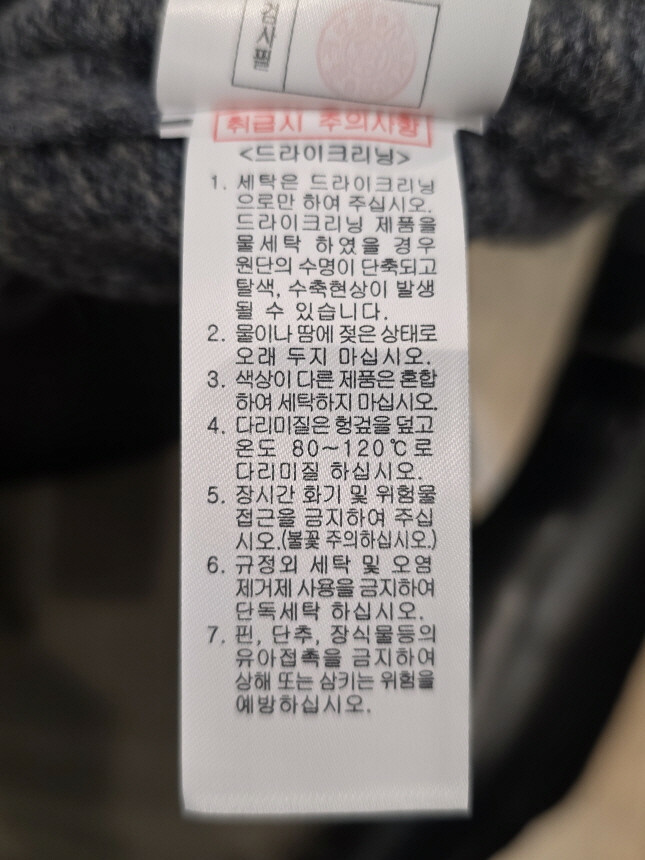 검사필
취급시 주의사항
<드라이크리닝>
1. 세탁은 드라이크리닝
으로만 하여 주십시오.
드라이크리닝 제품을
물세탁 하였을 경우
원단의 수명이 단축되고
탈색, 수축현상이 발생
될 수 있습니다.
2. 물이나 땀에 젖은 상태로
오래 두지 마십시오.
3. 색상이 다른 제품은 혼합
하여 세탁하지 마십시오.
4. 다리미질은 헝겊을 덮고
온도 80~120℃로
다리미질 하십시오.
5. 장시간 화기 및 위험물
접근을 금지하여 주십
시오.(불꽃 주의하십시오.)
6. 규정외 세탁 및 오염
제거제 사용을 금지하여
단독세탁 하십시오.
7. 핀, 단추, 장식물등의
유아접촉을 금지하여
상해 또는 삼키는 위험을
예방하십시오.